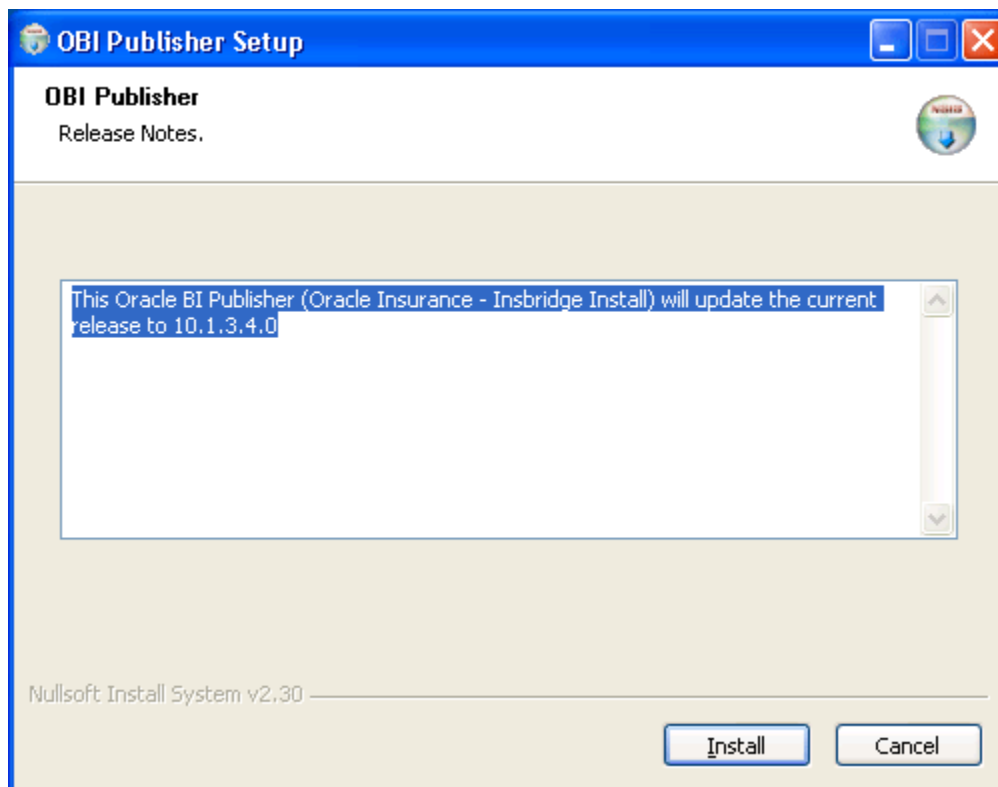 OBI Publisher Setup
OBI Publisher
Release Notes.
This Oracle BI Publisher (Oracle Insurance - Insbridge Install) will update the current
release to 10.1.3.4.0
Nullsoft Install System v2.30
Install
Cancel